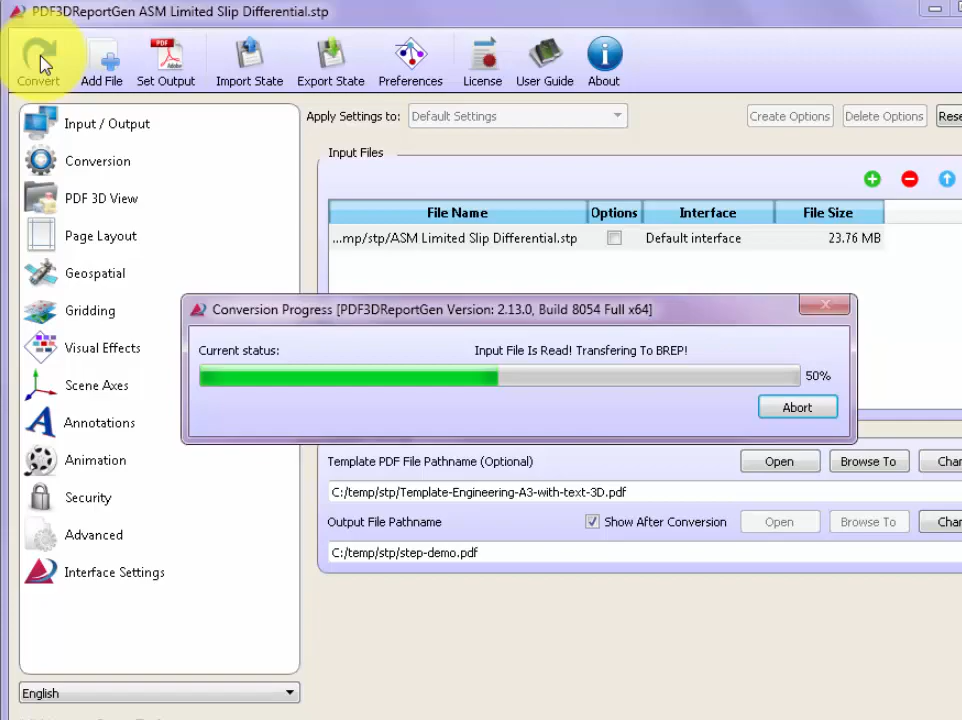 PDF3DReportGen ASM Limited Slip Differential.stp
Convert Add File Set Output Import State Export State Preferences License User Guide About
Input / Output
Conversion
PDF 3D View
Page Layout
Geospatial
Gridding
Visual Effects
Scene Axes
Annotations
Animation
Security
Advanced
Interface Settings
English
Apply Settings to: Default Settings Create Options Delete Options Rese
Input Files
File Name Options Interface File Size
...mp/stp/ASM Limited Slip Differential.stp Default interface 23.76 MB
Conversion Progress [PDF3DReportGen Version: 2.13.0, Build 8054 Full x64]
Current status: Input File Is Read! Transfering To BREP!
50%
Abort
Template PDF File Pathname (Optional) Open Browse To Chan
C:/temp/stp/Template-Engineering-A3-with-text-3D.pdf
Output File Pathname Show After Conversion Open Browse To Chan
C:/temp/stp/step-demo.pdf